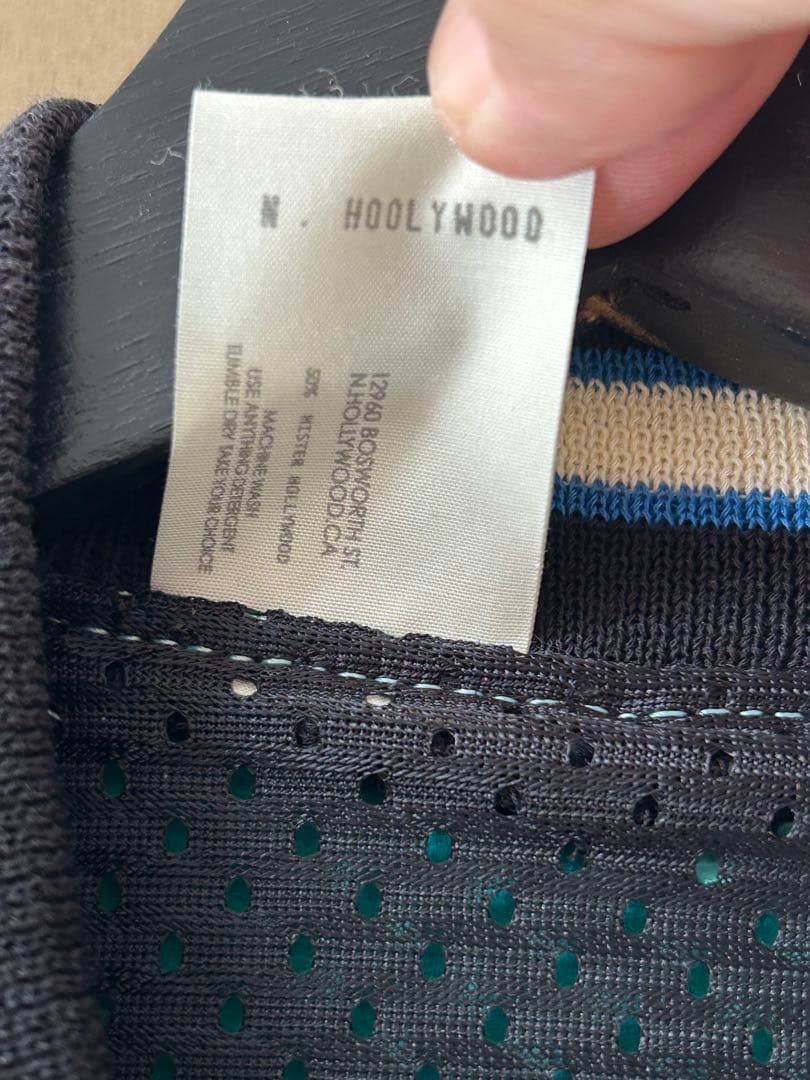 . HOOLYWOOD
12960 BOSWORTH ST.
N.HOLLYWOOD.CA
50% MISTER HOLLYWOOD
MACHINE WASH
USE ANYTHING DETERGENT
TUMBLE DRY TAKE YOUR CHOICE